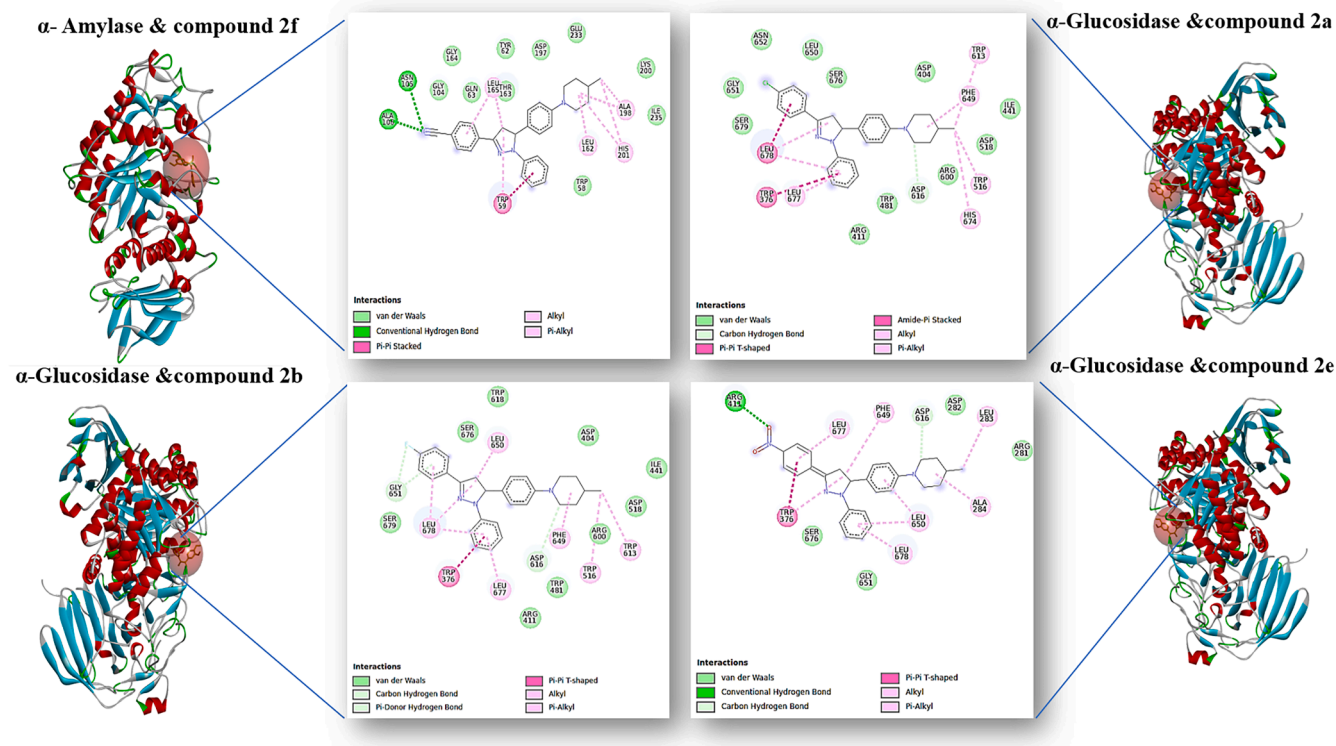 α- Amylase & compound 2f
GLU
233
TYR
62
ASP
197
GLY
164
LYS
200
ASN
105
LEU
165
THR
163
GLY
104
GLN
63
ALA
198
ILE
235
LEU
162
HIS
201
TRP
58
TRP
59
Interactions
van der Waals
Conventional Hydrogen Bond
Pi-Pi Stacked
Alkyl
Pi-Alkyl
α-Glucosidase &compound 2a
ASN
652
LEU
650
TRP
613
SER
676
ASP
404
GLY
651
PHE
649
ILE
441
SER
679
ASP
518
LEU
678
ARG
600
TRP
376
LEU
677
TRP
481
ASP
616
TRP
516
HIS
674
ARG
411
Cl
N
N
N
Interactions
van der Waals
Carbon Hydrogen Bond
Pi-Pi T-shaped
Amide-Pi Stacked
Alkyl
Pi-Alkyl
α-Glucosidase &compound 2b
TRP
618
SER
676
LEU
650
ASP
404
ILE
441
GLY
651
ASP
518
SER
679
LEU
678
PHE
649
ARG
600
TRP
613
ASP
616
TRP
516
TRP
376
LEU
677
TRP
481
ARG
411
N
N
N
Interactions
van der Waals
Carbon Hydrogen Bond
Pi-Donor Hydrogen Bond
Pi-Pi T-shaped
Alkyl
Pi-Alkyl
α-Glucosidase &compound 2e
ARG
411
PHE
649
ASP
616
ASP
282
LEU
283
LEU
677
ARG
281
TRP
376
ALA
284
SER
676
LEU
650
LEU
678
GLY
651
N
N
N
Interactions
van der Waals
Conventional Hydrogen Bond
Carbon Hydrogen Bond
Pi-Pi T-shaped
Alkyl
Pi-Alkyl